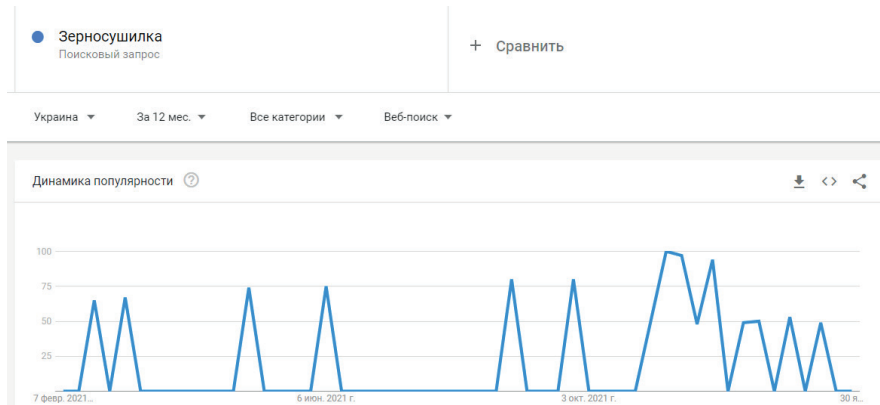 Зерносушилка
Поисковый запрос
+ Сравнить
Украина
За 12 мес.
Все категории
Веб-поиск
Динамика популярности
100
75
50
25
7 февр. 2021...
6 июн. 2021 г.
3 окт. 2021 г.
30 я...